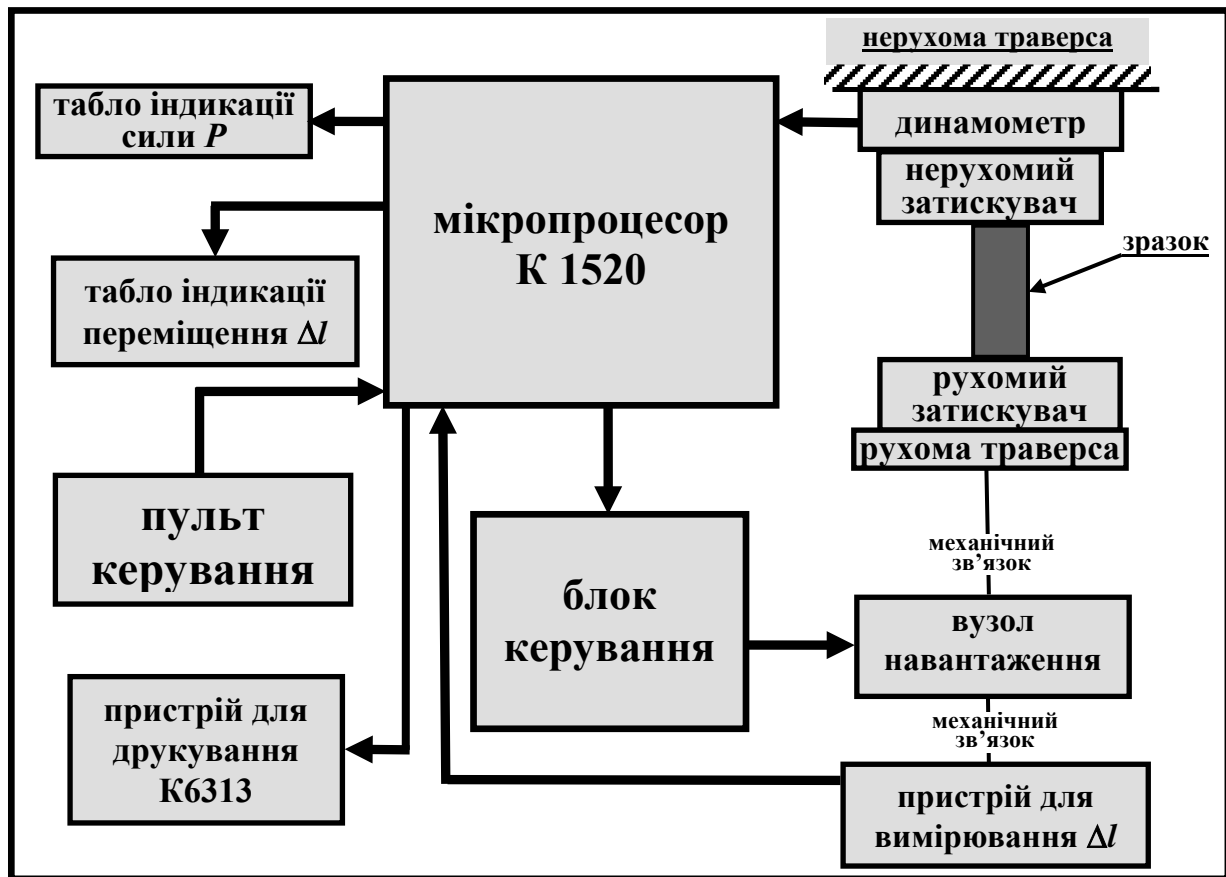 нерухома траверса
табло індикації
сили P
динамометр
нерухомий
затискувач
мікропроцесор
К 1520
зразок
табло індикації
переміщення Δl
рухомий
затискувач
рухома траверса
пульт
керування
механічний
зв’язок
блок
керування
вузол
навантаження
пристрій для
друкування
К6313
механічний
зв’язок
пристрій для
вимірювання Δl